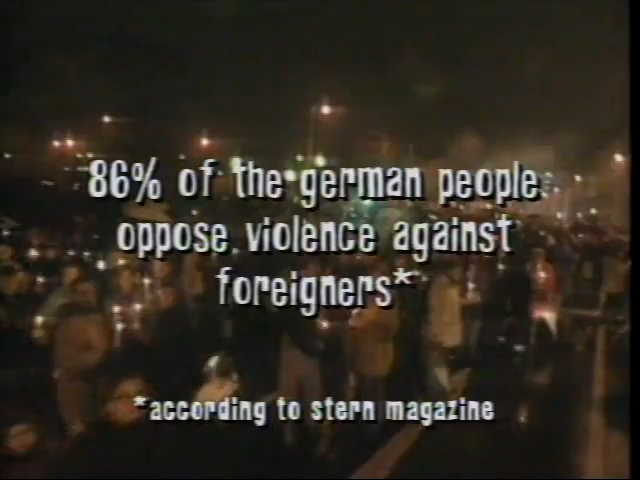 86% of the german people
oppose violence against
foreigners*
*according to stern magazine